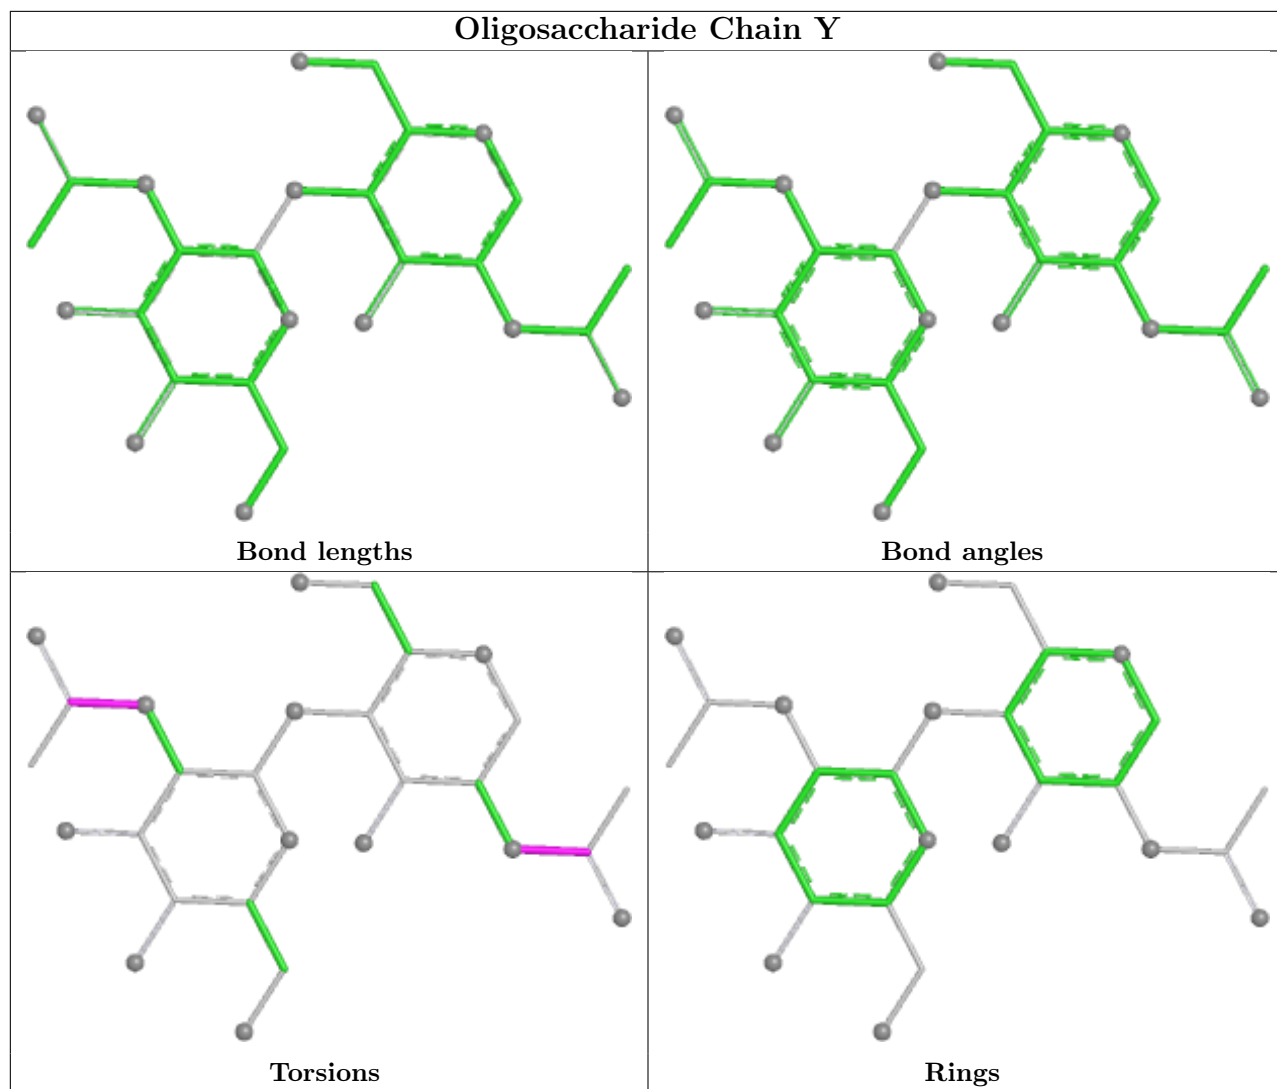 Oligosaccharide Chain Y
Bond lengths
Bond angles
Torsions
Rings